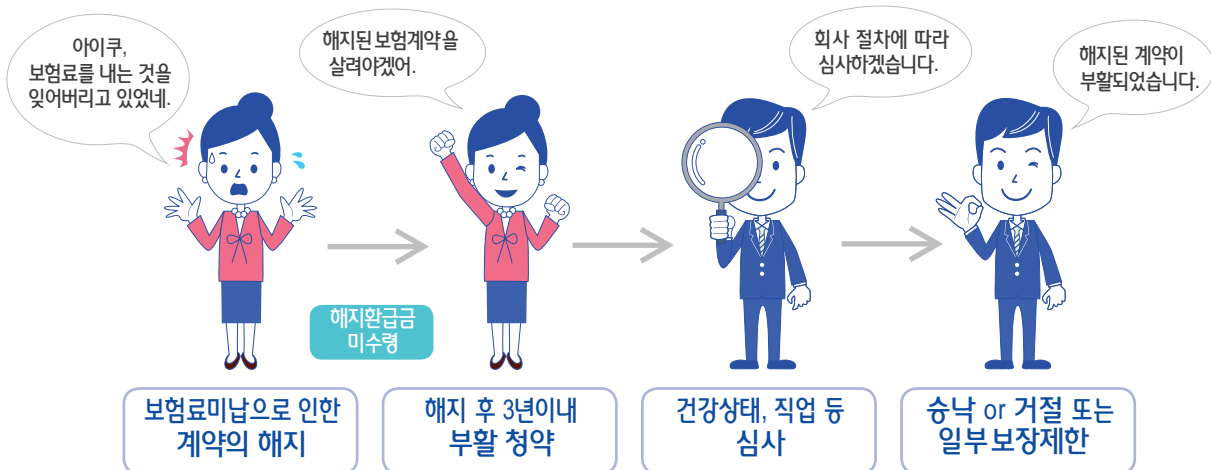 아이쿠,
보험료를 내는 것을
잊어버리고 있었네.
해지된 보험계약을
살려야겠어.
회사 절차에 따라
심사하겠습니다.
해지된 계약이
부활되었습니다.
해지환급금
미수령
보험료미납으로 인한
계약의 해지
해지 후 3년이내
부활 청약
건강상태, 직업 등
심사
승낙 or 거절 또는
일부보장제한